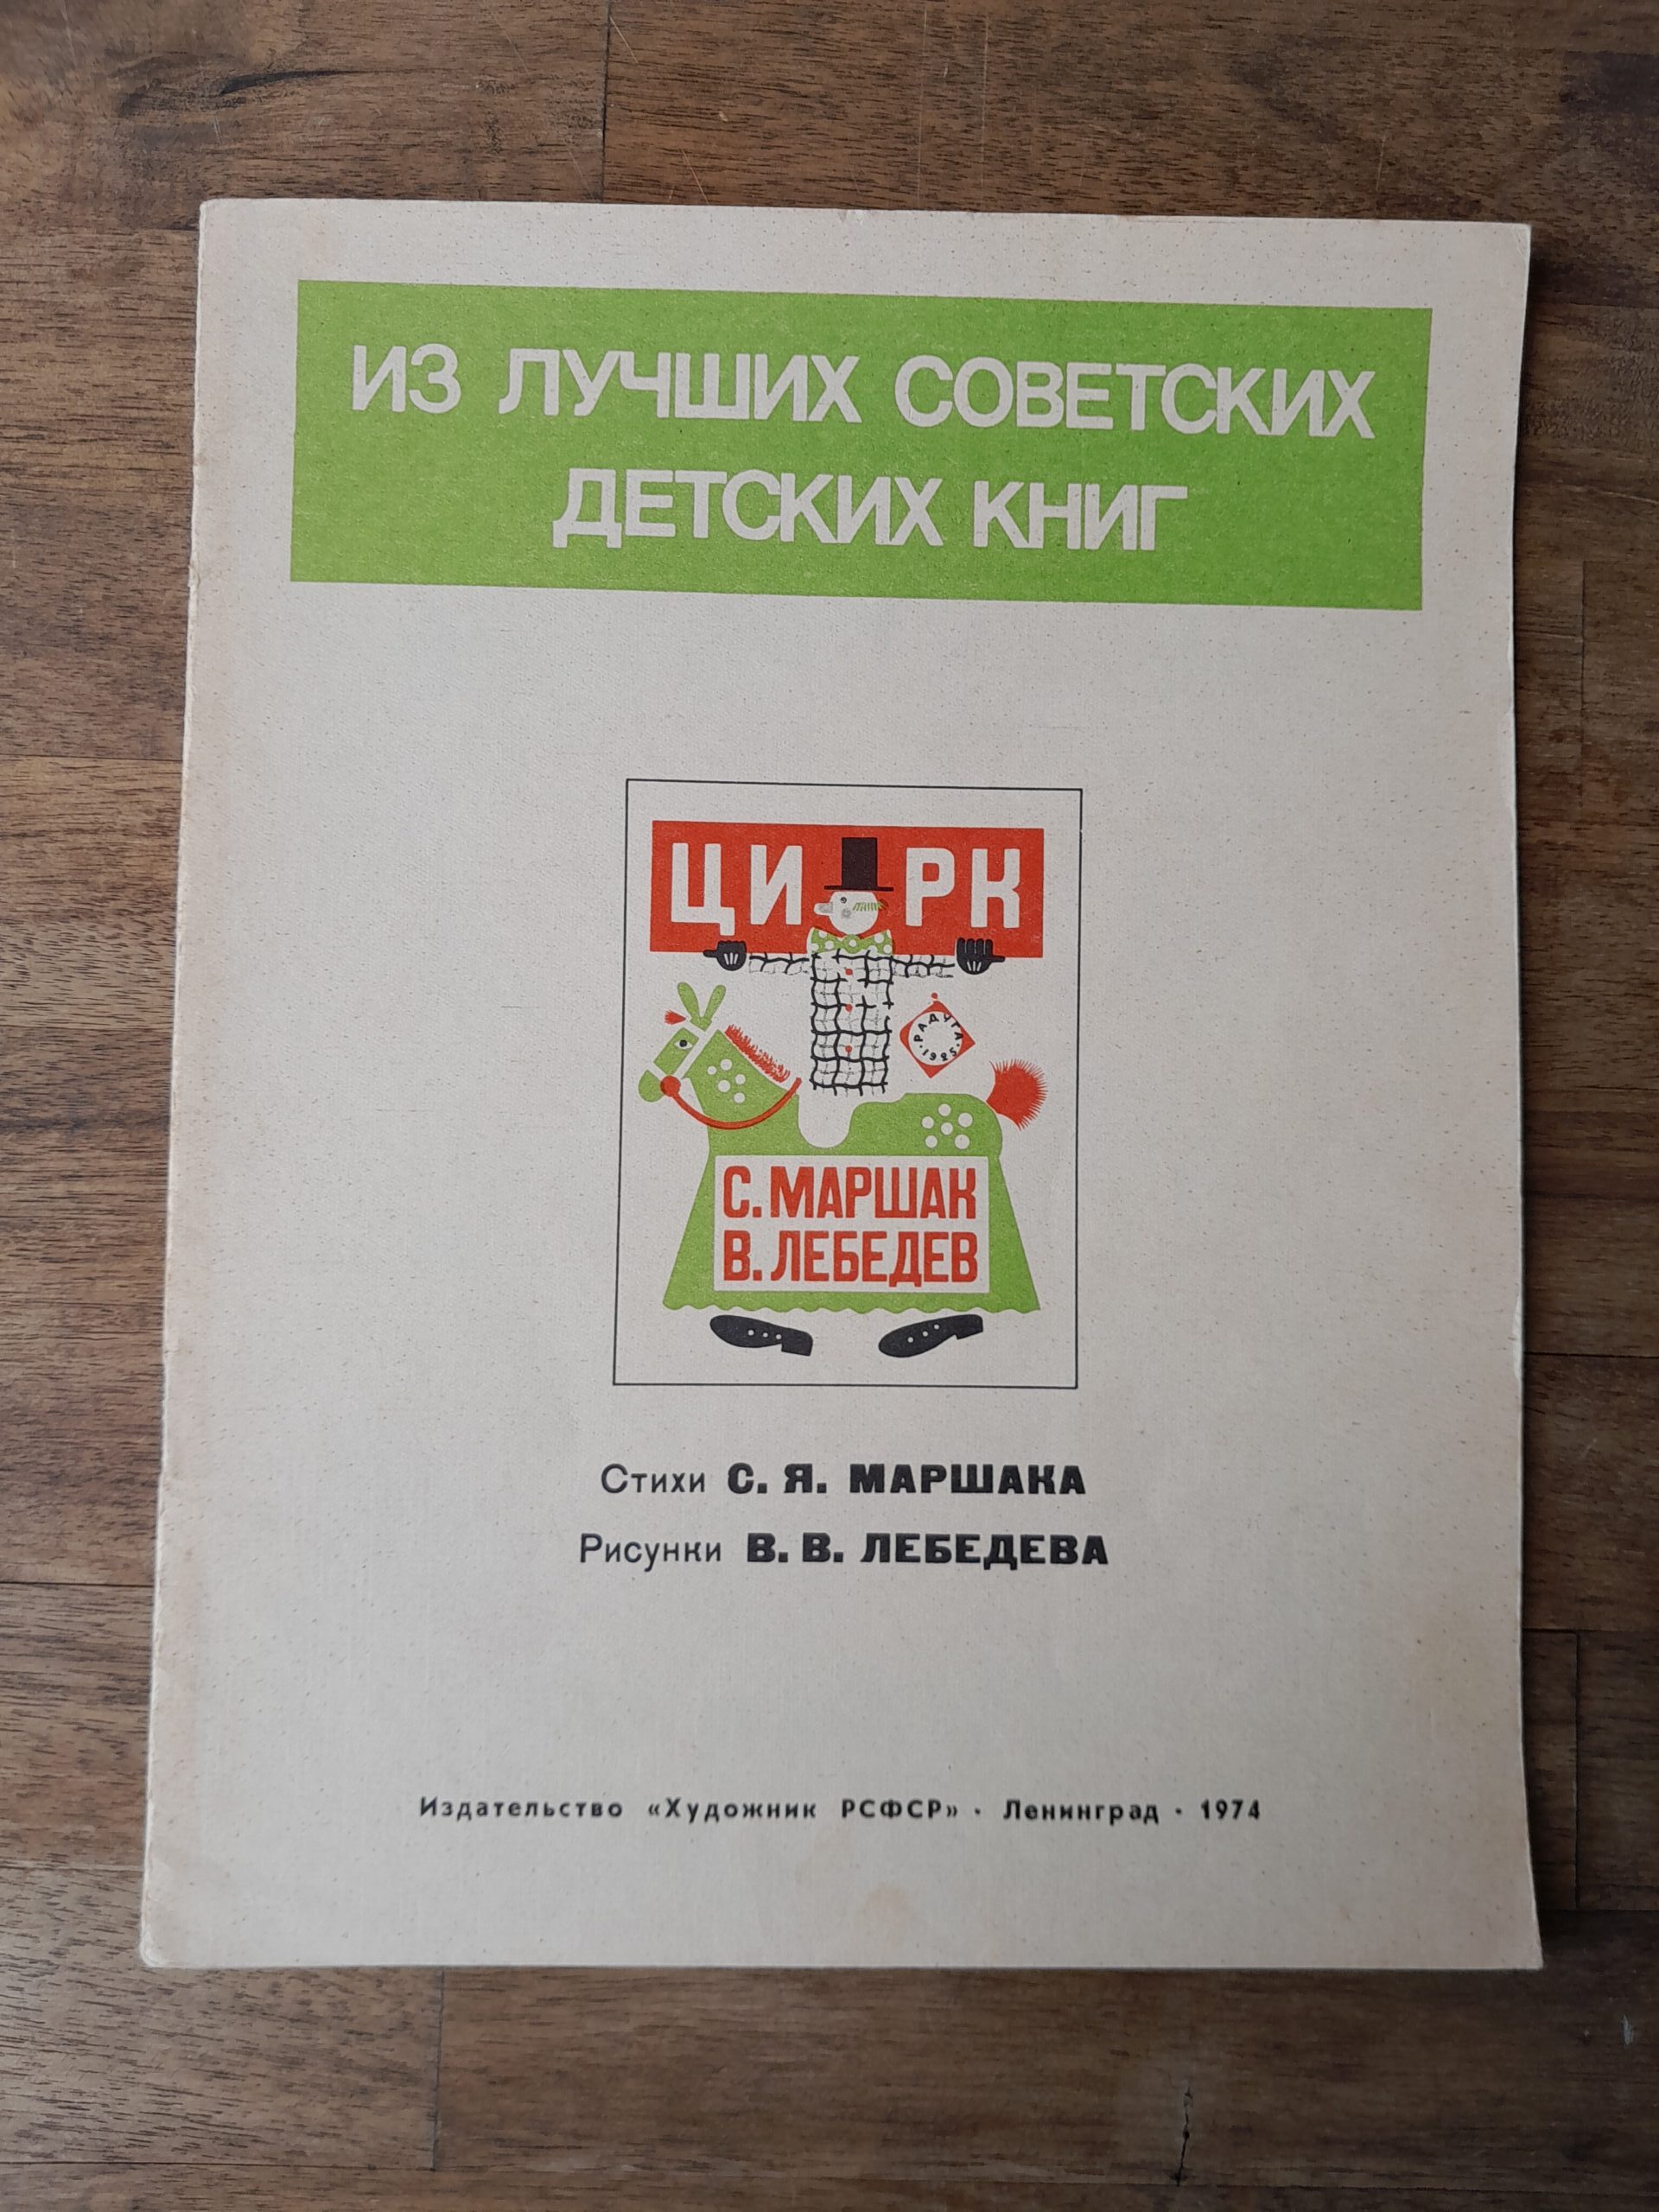 ИЗ ЛУЧШИХ СОВЕТСКИХ
ДЕТСКИХ КНИГ
ЦИРК
РАДУГА
·1925·
С. МАРШАК
В. ЛЕБЕДЕВ
Стихи С. Я. МАРШАКА
Рисунки В. В. ЛЕБЕДЕВА
Издательство «Художник РСФСР» · Ленинград · 1974